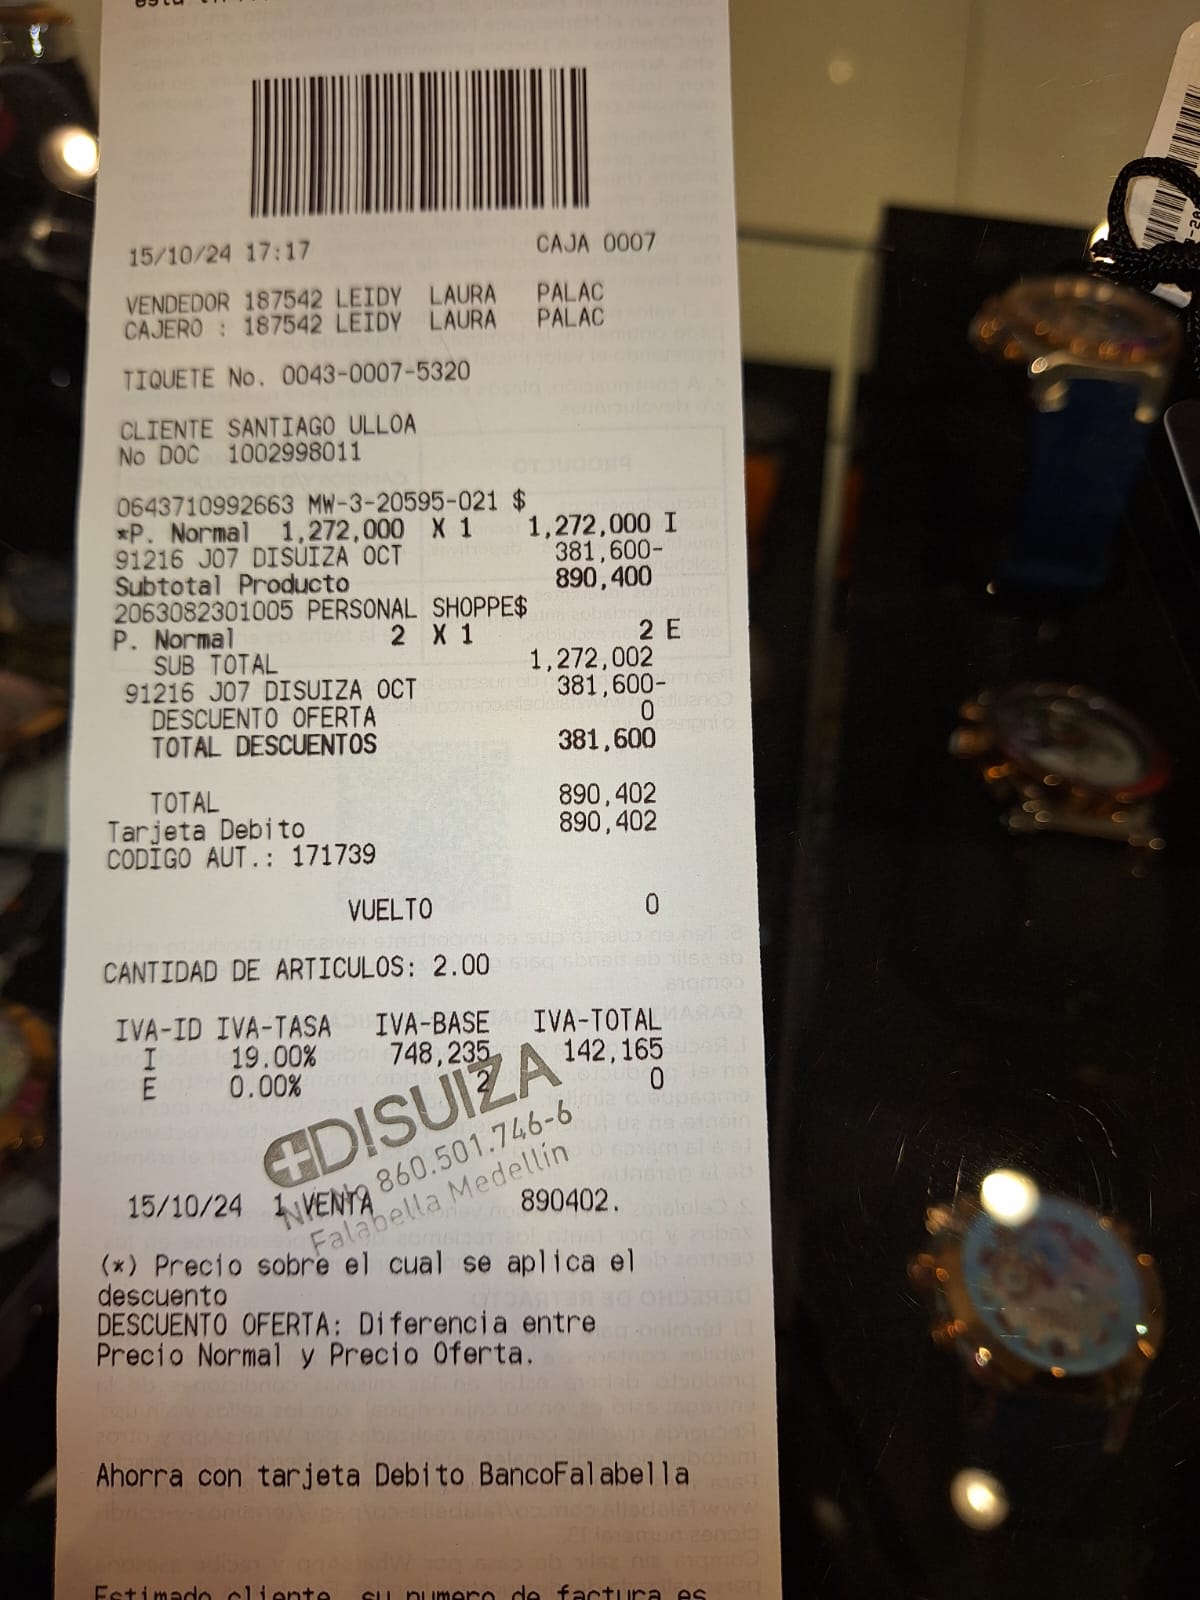 15/10/24 17:17 CAJA 0007
VENDEDOR 187542 LEIDY LAURA PALAC
CAJERO : 187542 LEIDY LAURA PALAC
TIQUETE No. 0043-0007-5320
CLIENTE SANTIAGO ULLOA
No DOC 1002998011
0643710992663 MW-3-20595-021 $
*P. Normal 1,272,000 X 1 1,272,000 I
91216 J07 DISUIZA OCT 381,600-
Subtotal Producto 890,400
2063082301005 PERSONAL SHOPPE$
P. Normal 2 X 1 2 E
SUB TOTAL 1,272,002
91216 J07 DISUIZA OCT 381,600-
DESCUENTO OFERTA 0
TOTAL DESCUENTOS 381,600
TOTAL 890,402
Tarjeta Debito 890,402
CODIGO AUT.: 171739
VUELTO 0
CANTIDAD DE ARTICULOS: 2.00
IVA-ID IVA-TASA IVA-BASE IVA-TOTAL
I 19.00% 748,235 142,165
E 0.00% 2 0
DISUIZA
860.501.746-6
Falabella Medellín
15/10/24 1 VENTA 890402.
(*) Precio sobre el cual se aplica el
descuento
DESCUENTO OFERTA: Diferencia entre
Precio Normal y Precio Oferta.
Ahorra con tarjeta Debito BancoFalabella
Estimado cliente, su numero de factura es